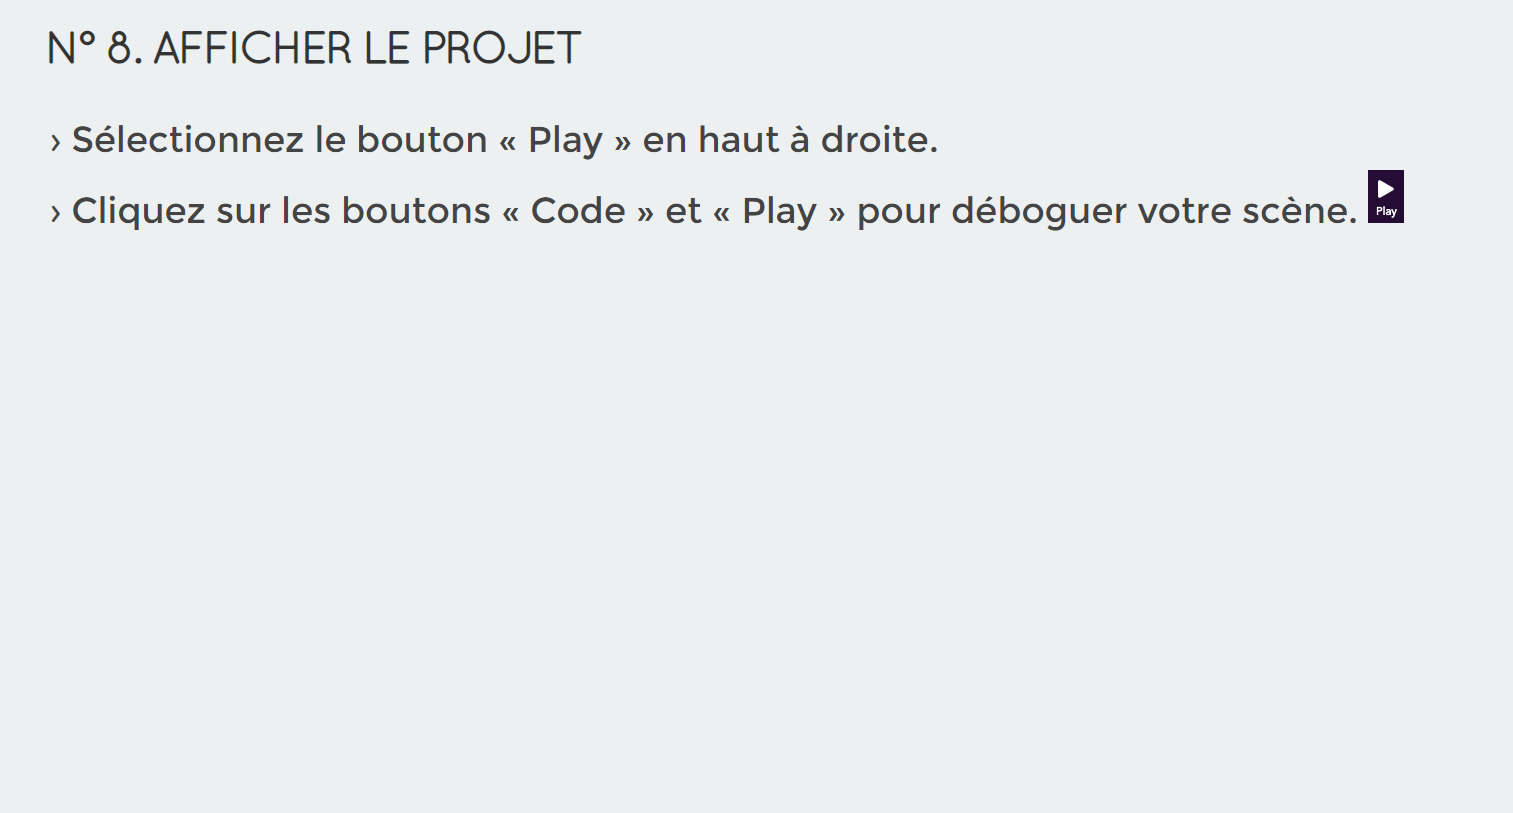 N° 8. AFFICHER LE PROJET
› Sélectionnez le bouton « Play » en haut à droite.
› Cliquez sur les boutons « Code » et « Play » pour déboguer votre scène.
Play